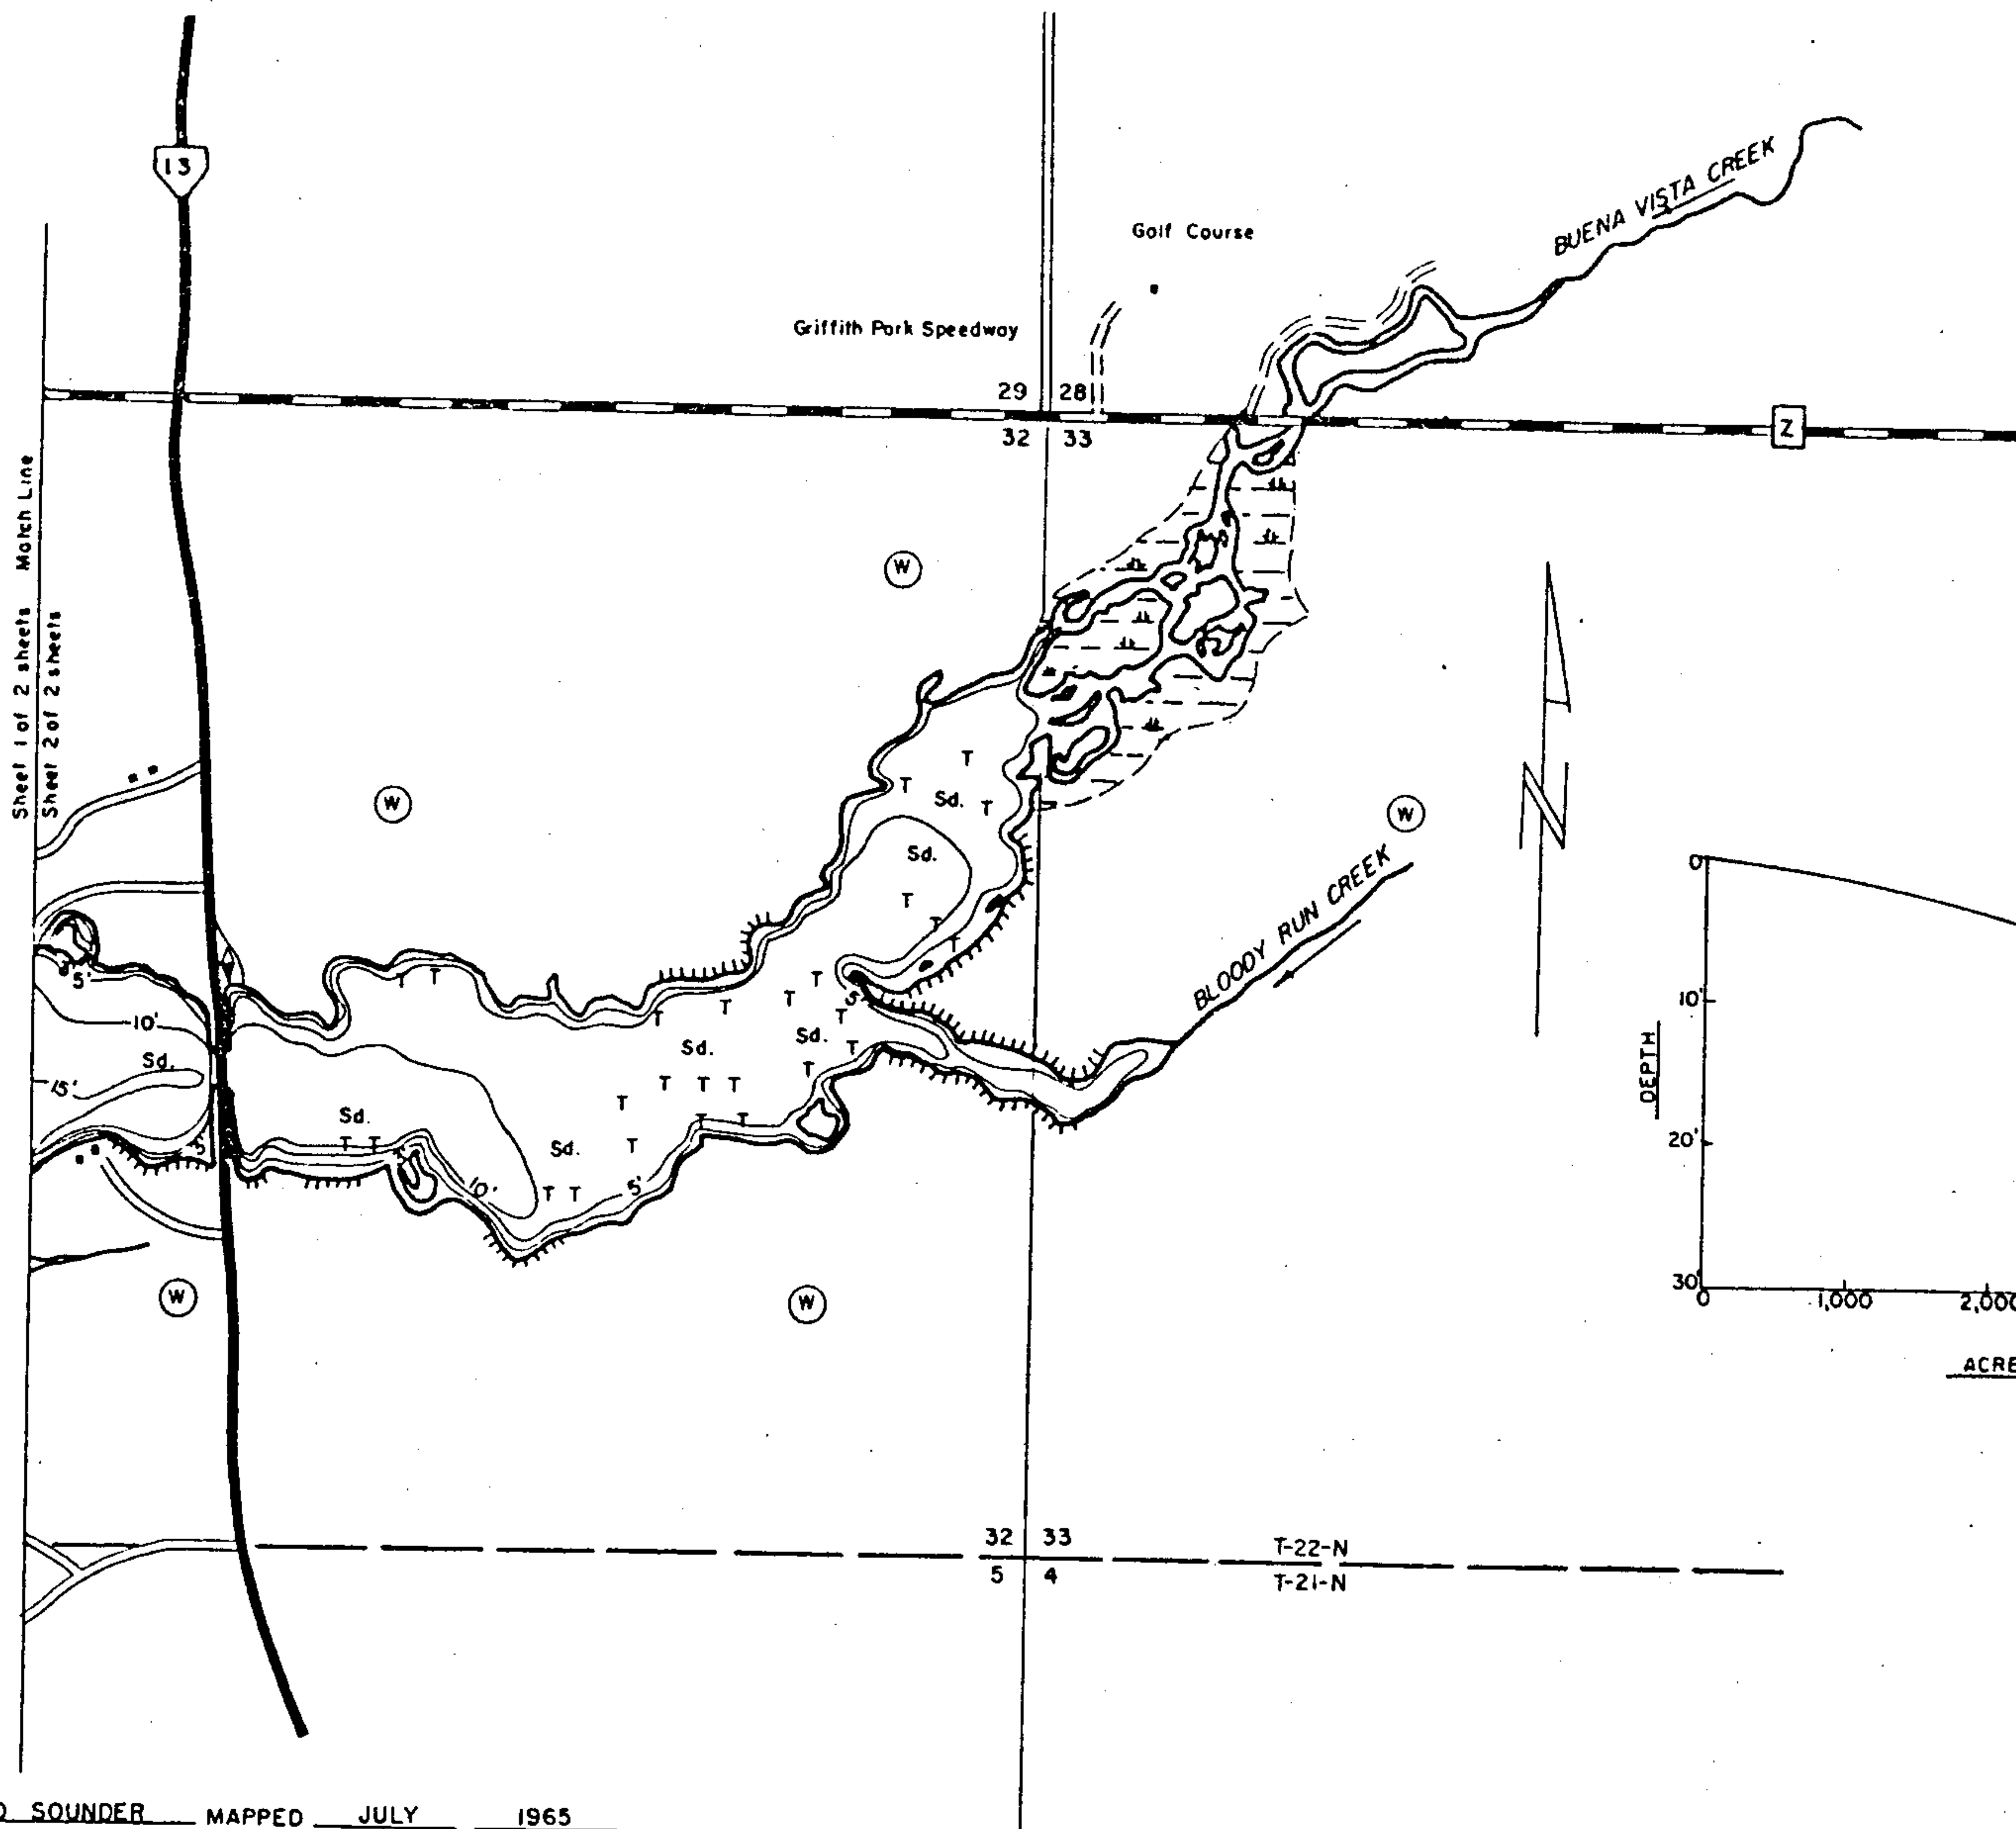 13
BUENA VISTA CREEK
Golf Course
Griffith Park Speedway
29 28
32 33
Z
Sheet 1 of 2 sheets Match Line
Sheet 2 of 2 sheets
W
W
W
T
T
Sd.
T
Sd.
T
T
T
BLOODY RUN CREEK
N
0
10'
20'
30'
DEPTH
0 1,000
5'
10'
Sd.
15'
5'
T T
T
T
T
T
T
5'
Sd.
Sd.
T
T
T T T
T
T T
Sd.
T T
Sd.
T
10'
T T
5'
W
W
32 33
5 4
T-22-N
T-21-N
SOUNDER MAPPED JULY 1965